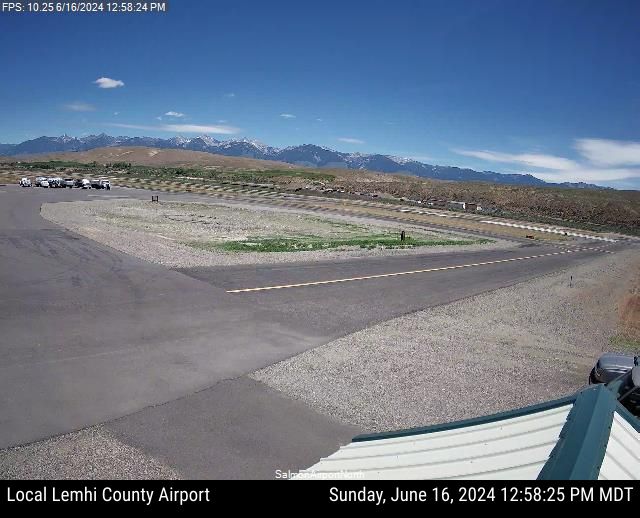 FPS: 10.25 6/16/2024 12:58:24 PM
SalmonAirportNorth
Local Lemhi County Airport Sunday, June 16, 2024 12:58:25 PM MDT